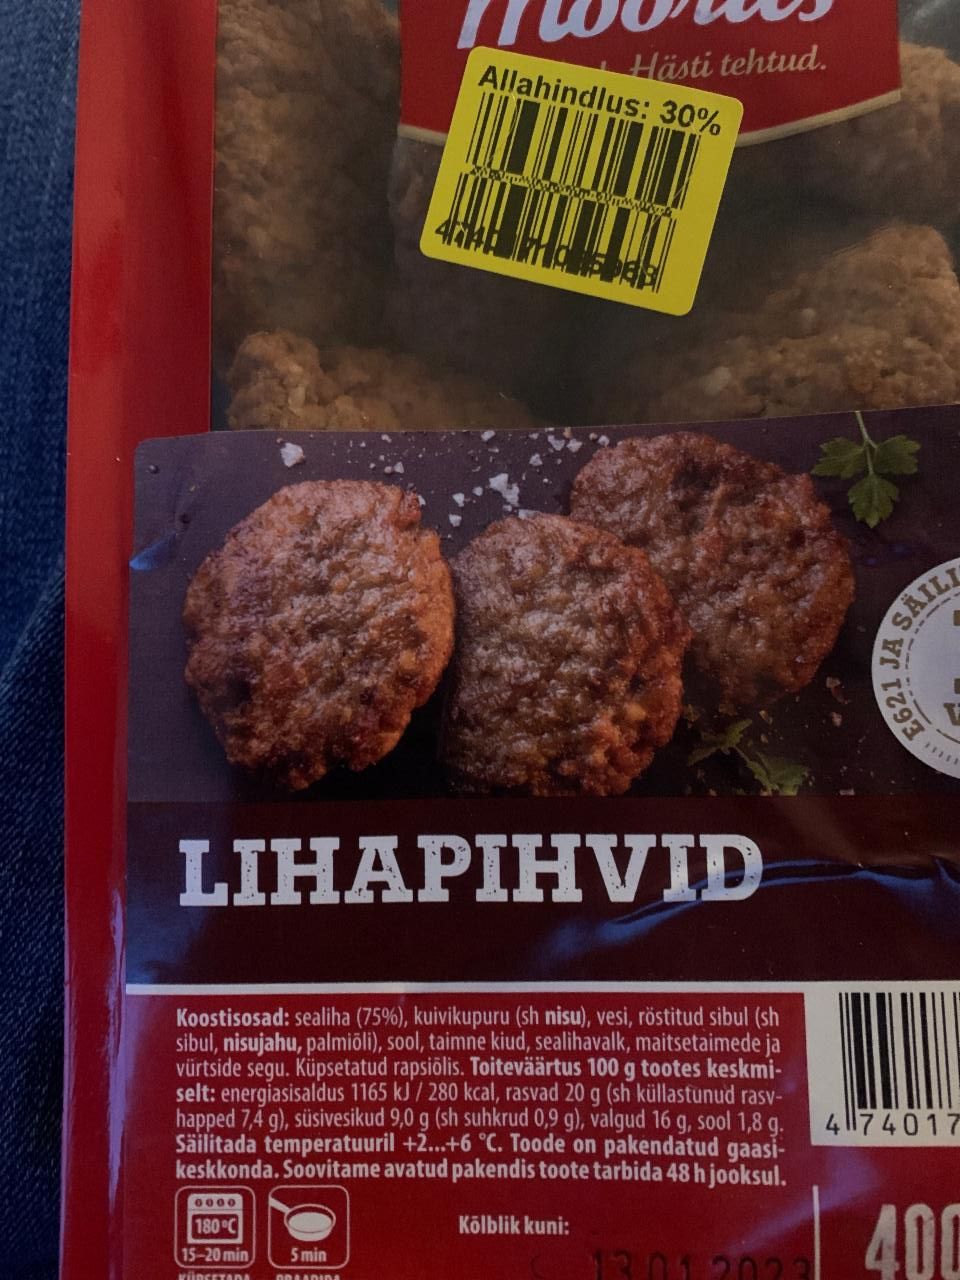 Hästi tehtud.
Allahindlus: 30%
E621 JA SÄILI
LIHAPIHVID
Koostisosad: sealiha (75%), kuivikupuru (sh nisu), vesi, röstitud sibul (sh
sibul, nisujahu, palmiõli), sool, taimne kiud, sealihavalk, maitsetaimede ja
vürtside segu. Küpsetatud rapsiõlis. Toiteväärtus 100 g tootes keskmi-
selt: energiasisaldus 1165 kJ / 280 kcal, rasvad 20 g (sh küllastunud rasv-
happed 7,4 g), süsivesikud 9,0 g (sh suhkrud 0,9 g), valgud 16 g, sool 1,8 g.
Säilitada temperatuuril +2...+6 °C. Toode on pakendatud gaasi-
keskkonda. Soovitame avatud pakendis toote tarbida 48 h jooksul.
4 74017
180°C
15-20 min
5 min
Kõlblik kuni:
13.01.2023
400